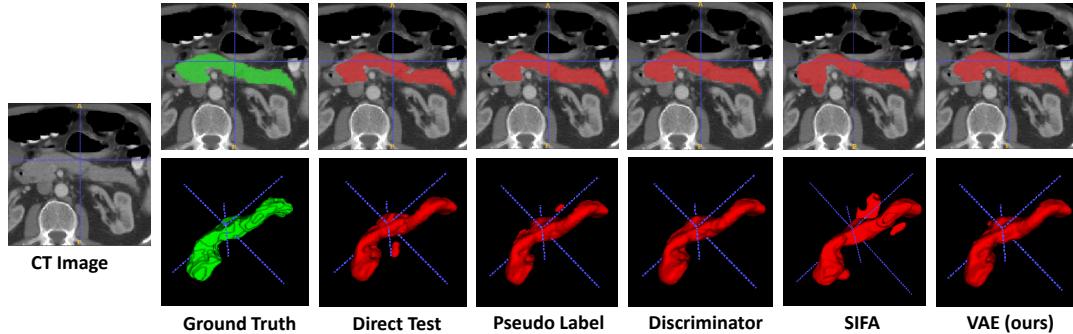 A
A
A
A
A
A
A
CT Image
Ground Truth
Direct Test
Pseudo Label
Discriminator
SIFA
VAE (ours)